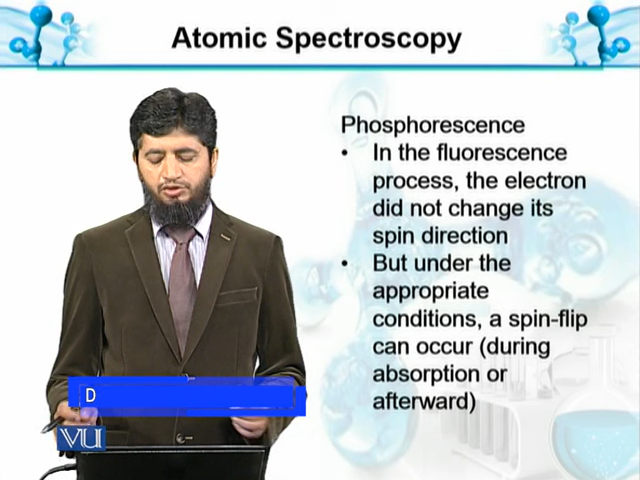 Atomic Spectroscopy
Phosphorescence
• In the fluorescence
process, the electron
did not change its
spin direction
• But under the
appropriate
conditions, a spin-flip
can occur (during
absorption or
afterward)
D
VU